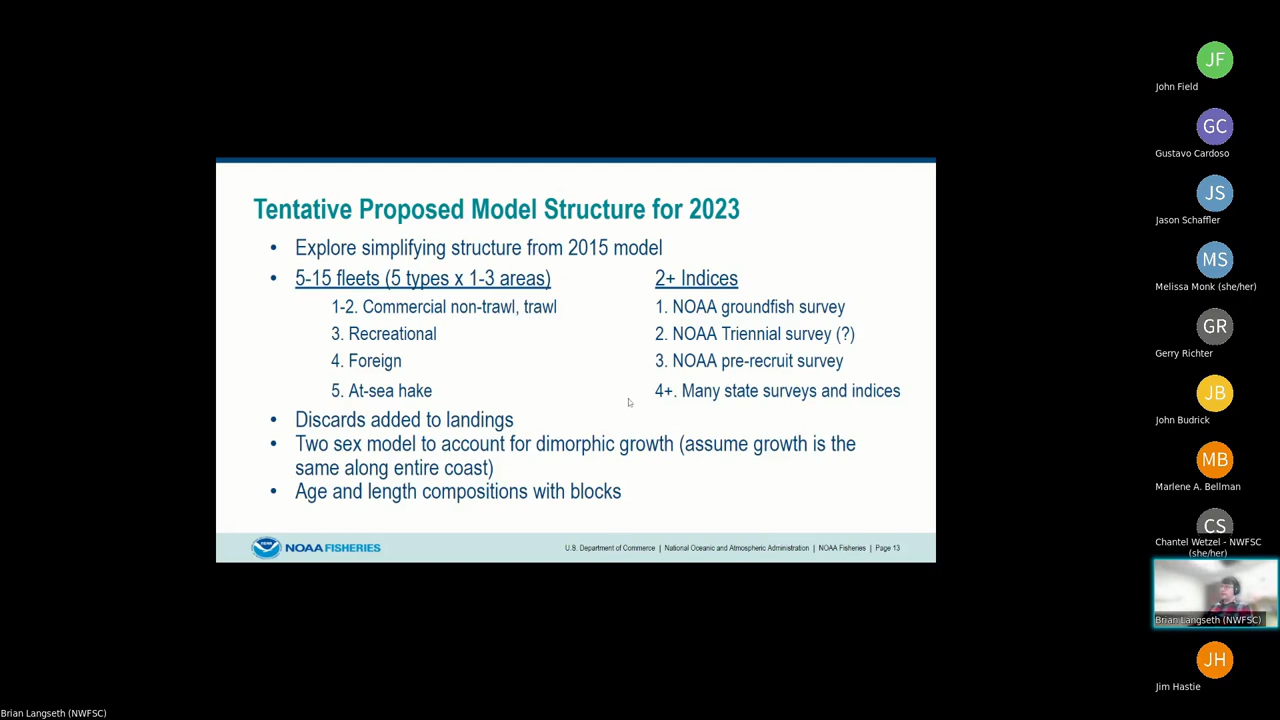 Tentative Proposed Model Structure for 2023
• Explore simplifying structure from 2015 model
• 5-15 fleets (5 types x 1-3 areas)
1-2. Commercial non-trawl, trawl
3. Recreational
4. Foreign
5. At-sea hake
2+ Indices
1. NOAA groundfish survey
2. NOAA Triennial survey (?)
3. NOAA pre-recruit survey
4+. Many state surveys and indices
• Discards added to landings
• Two sex model to account for dimorphic growth (assume growth is the
same along entire coast)
• Age and length compositions with blocks
NOAA FISHERIES
U.S. Department of Commerce | National Oceanic and Atmospheric Administration | NOAA Fisheries | Page 13
JF
John Field
GC
Gustavo Cardoso
JS
Jason Schaffler
MS
Melissa Monk (she/her)
GR
Gerry Richter
JB
John Budrick
MB
Marlene A. Bellman
CS
Chantel Wetzel - NWFSC
(she/her)
Brian Langseth (NWFSC)
JH
Jim Hastie
Brian Langseth (NWFSC)